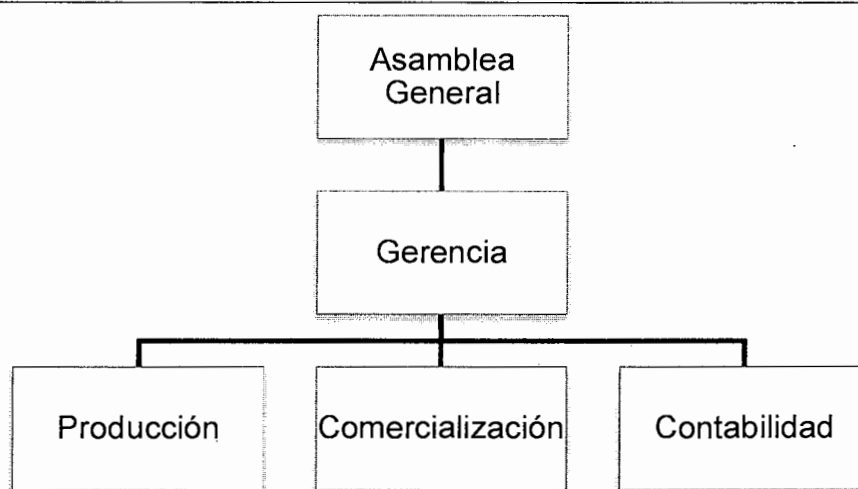 Asamblea
General
Gerencia
Producción
Comercialización
Contabilidad